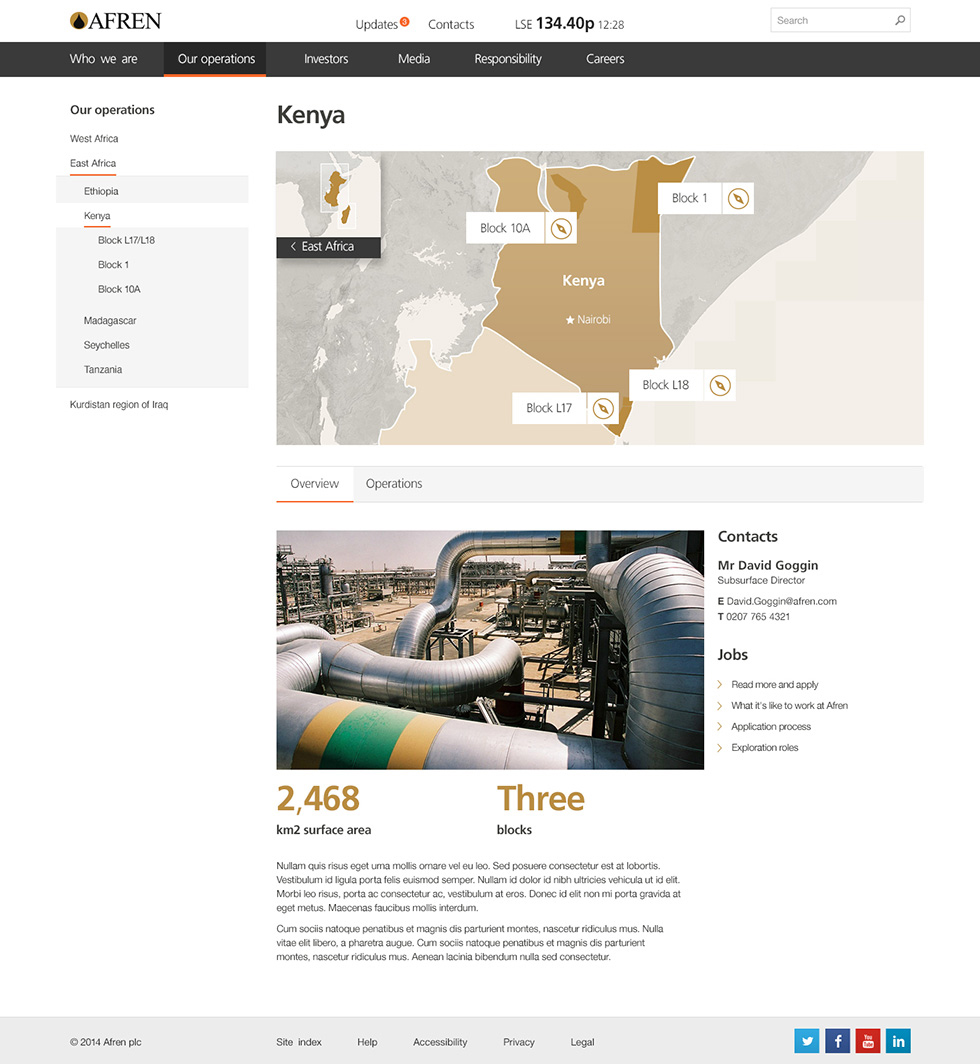 AFREN
Updates 3
Contacts
LSE 134.40p 12:28
Search
Who we are
Our operations
Investors
Media
Responsibility
Careers
Our operations
West Africa
East Africa
Ethiopia
Kenya
Block L17/L18
Block 1
Block 10A
Madagascar
Seychelles
Tanzania
Kurdistan region of Iraq
Kenya
East Africa
Block 10A
Block 1
Kenya
Nairobi
Block L18
Block L17
Overview
Operations
Contacts
Mr David Goggin
Subsurface Director
E David.Goggin@afren.com
T 0207 765 4321
Jobs
Read more and apply
What it's like to work at Afren
Application process
Exploration roles
2,468
km2 surface area
Three
blocks
Nullam quis risus eget urna mollis ornare vel eu leo. Sed posuere consectetur est at lobortis.
Vestibulum id ligula porta felis euismod semper. Nullam id dolor id nibh ultricies vehicula ut id elit.
Morbi leo risus, porta ac consectetur ac, vestibulum at eros. Donec id elit non mi porta gravida at
eget metus. Maecenas faucibus mollis interdum.
Cum sociis natoque penatibus et magnis dis parturient montes, nascetur ridiculus mus. Nulla
vitae elit libero, a pharetra augue. Cum sociis natoque penatibus et magnis dis parturient
montes, nascetur ridiculus mus. Aenean lacinia bibendum nulla sed consectetur.
© 2014 Afren plc
Site index
Help
Accessibility
Privacy
Legal
f
You
Tube
in